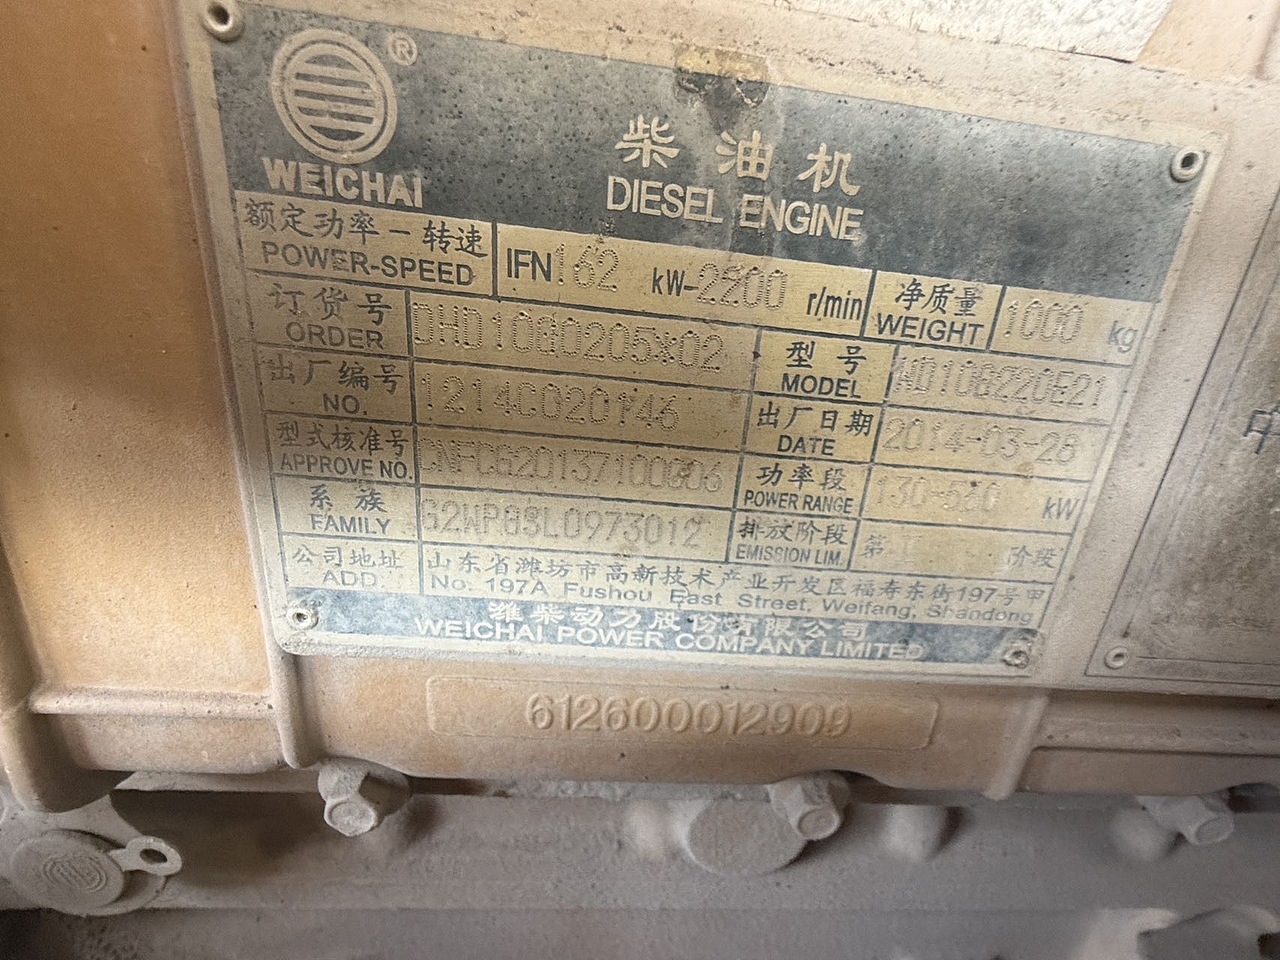 ®
WEICHAI
柴油机
DIESEL ENGINE
额定功率－转速 POWER-SPEED IFN 162 kW-2200 r/min 净质量 WEIGHT 1000 kg
订货号 ORDER DHD10G0205*02 型号 MODEL WD10G220E21
出厂编号 NO. 1214C020146 出厂日期 DATE 2014-03-28
型式核准号 APPROVE NO. 功率段 POWER RANGE 130-560 kW
系族 FAMILY 排放阶段 EMISSION LIM. 第 阶段
公司地址 ADD. 山东省潍坊市高新技术产业开发区福寿东街197号甲
No. 197A Fushou East Street, Weifang, Shandong
潍柴动力股份有限公司
WEICHAI POWER COMPANY LIMITED
612600012909